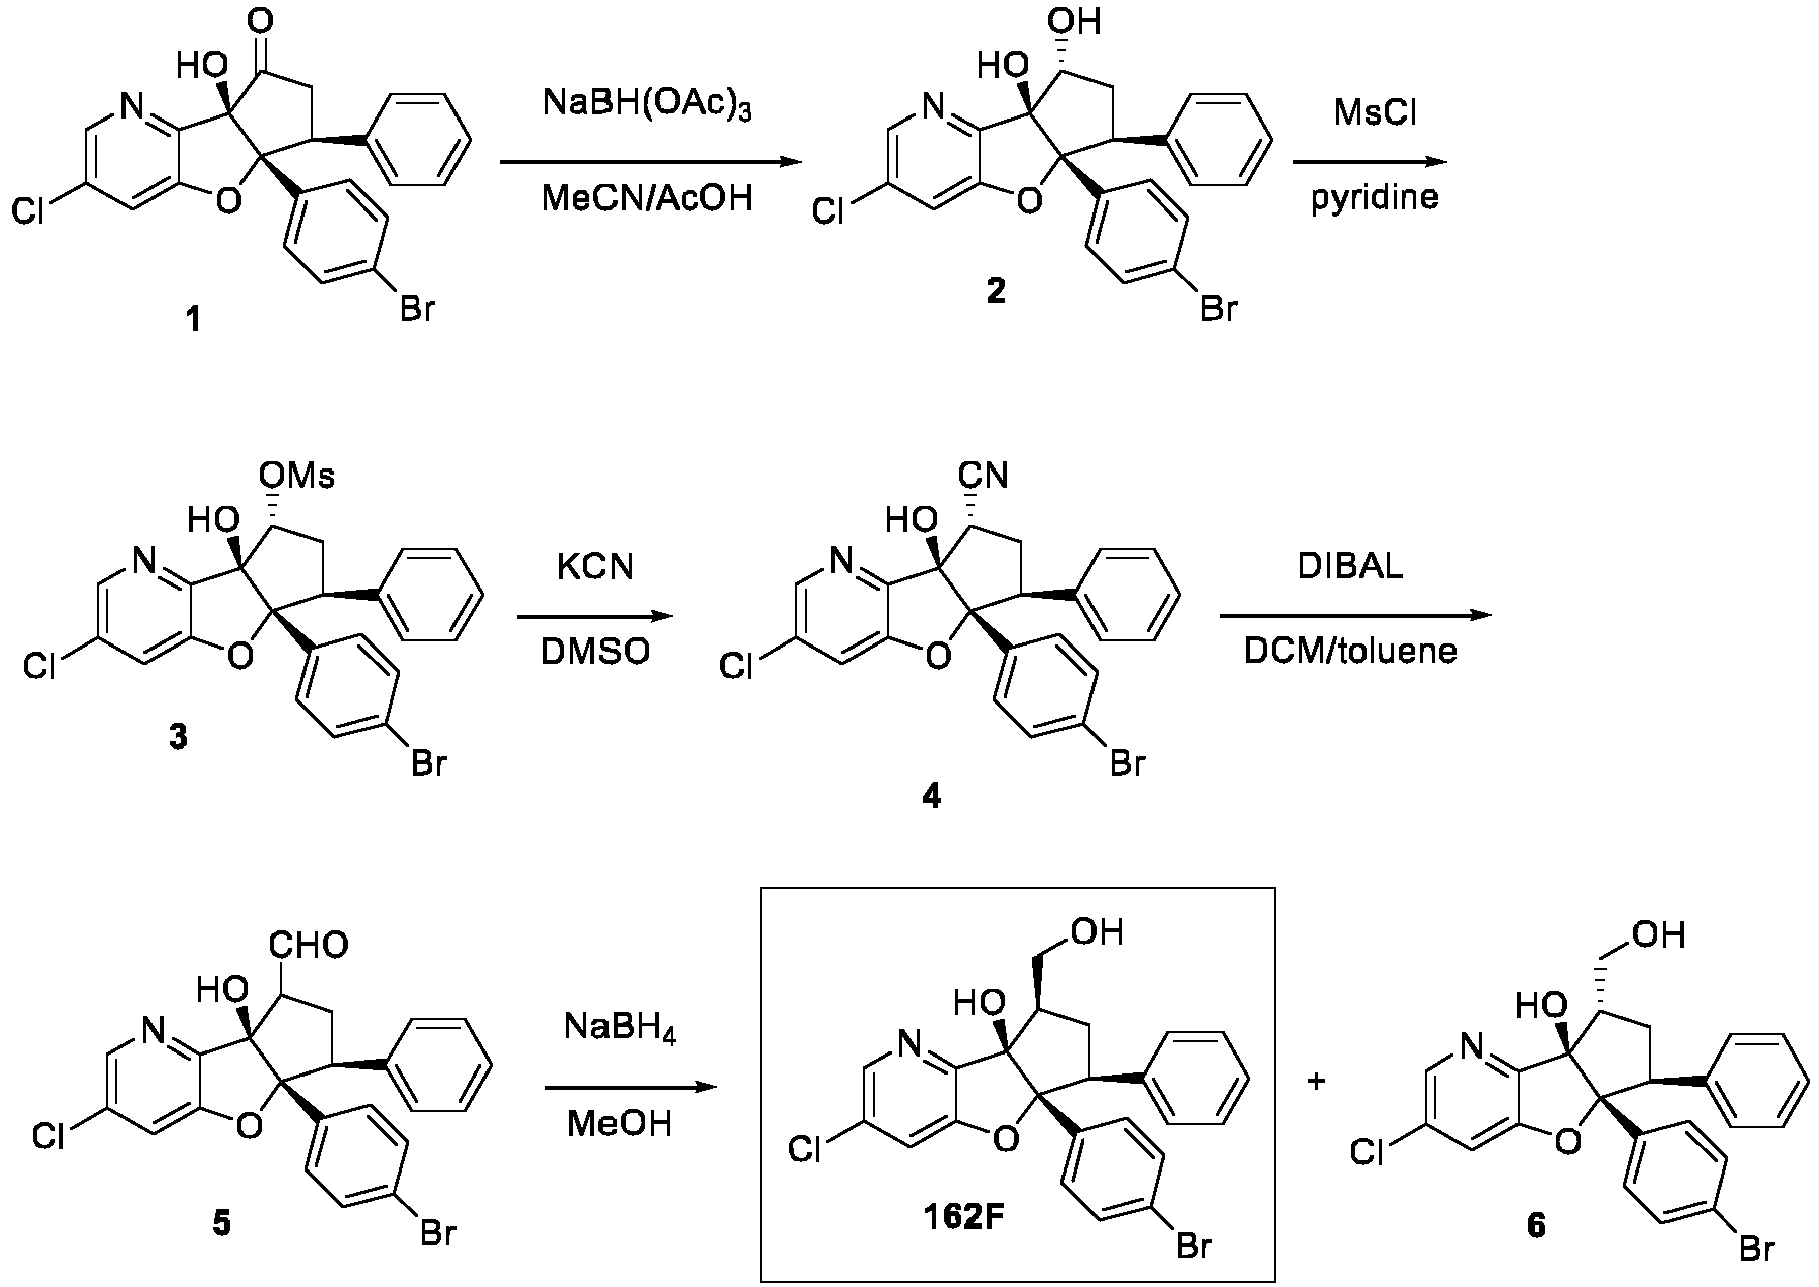 O
HO
N
Cl
O
Br
1
NaBH(OAc)3
MeCN/AcOH
OH
HO
N
Cl
O
Br
2
MsCl
pyridine
OMs
HO
N
Cl
O
Br
3
KCN
DMSO
CN
HO
N
Cl
O
Br
4
DIBAL
DCM/toluene
CHO
HO
N
Cl
O
Br
5
NaBH4
MeOH
OH
HO
N
Cl
O
Br
162F
+
OH
HO
N
Cl
O
Br
6